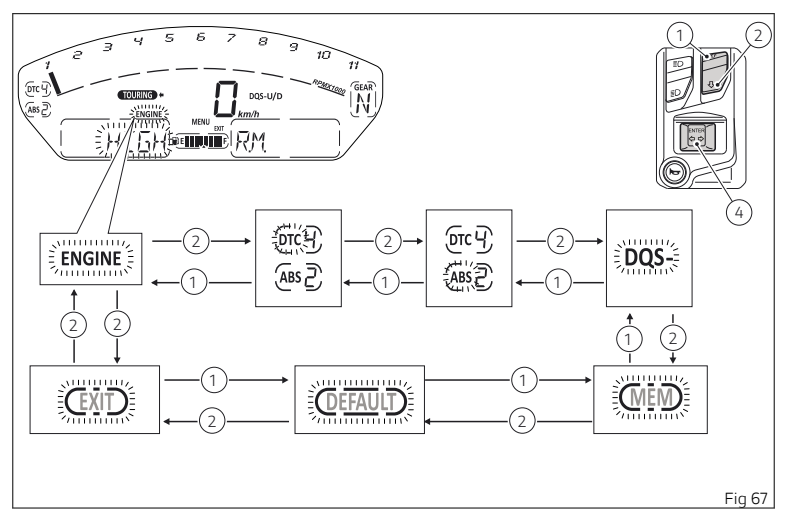 1 2 3 4 5 6 7 8 9 10 11
RPMX1000
DTC 4
ABS 2
TOURING
ENGINE
0
km/h
DQS-U/D
GEAR
N
MENU
EXIT
HIGH
E F
RM.
1 2
ENTER
4
ENGINE
2
1
DTC 4
ABS 2
2
1
DTC 4
ABS 2
2
1
DQS-
2 2
1 2
EXIT
1
2
DEFAULT
1
2
MEM
Fig 67